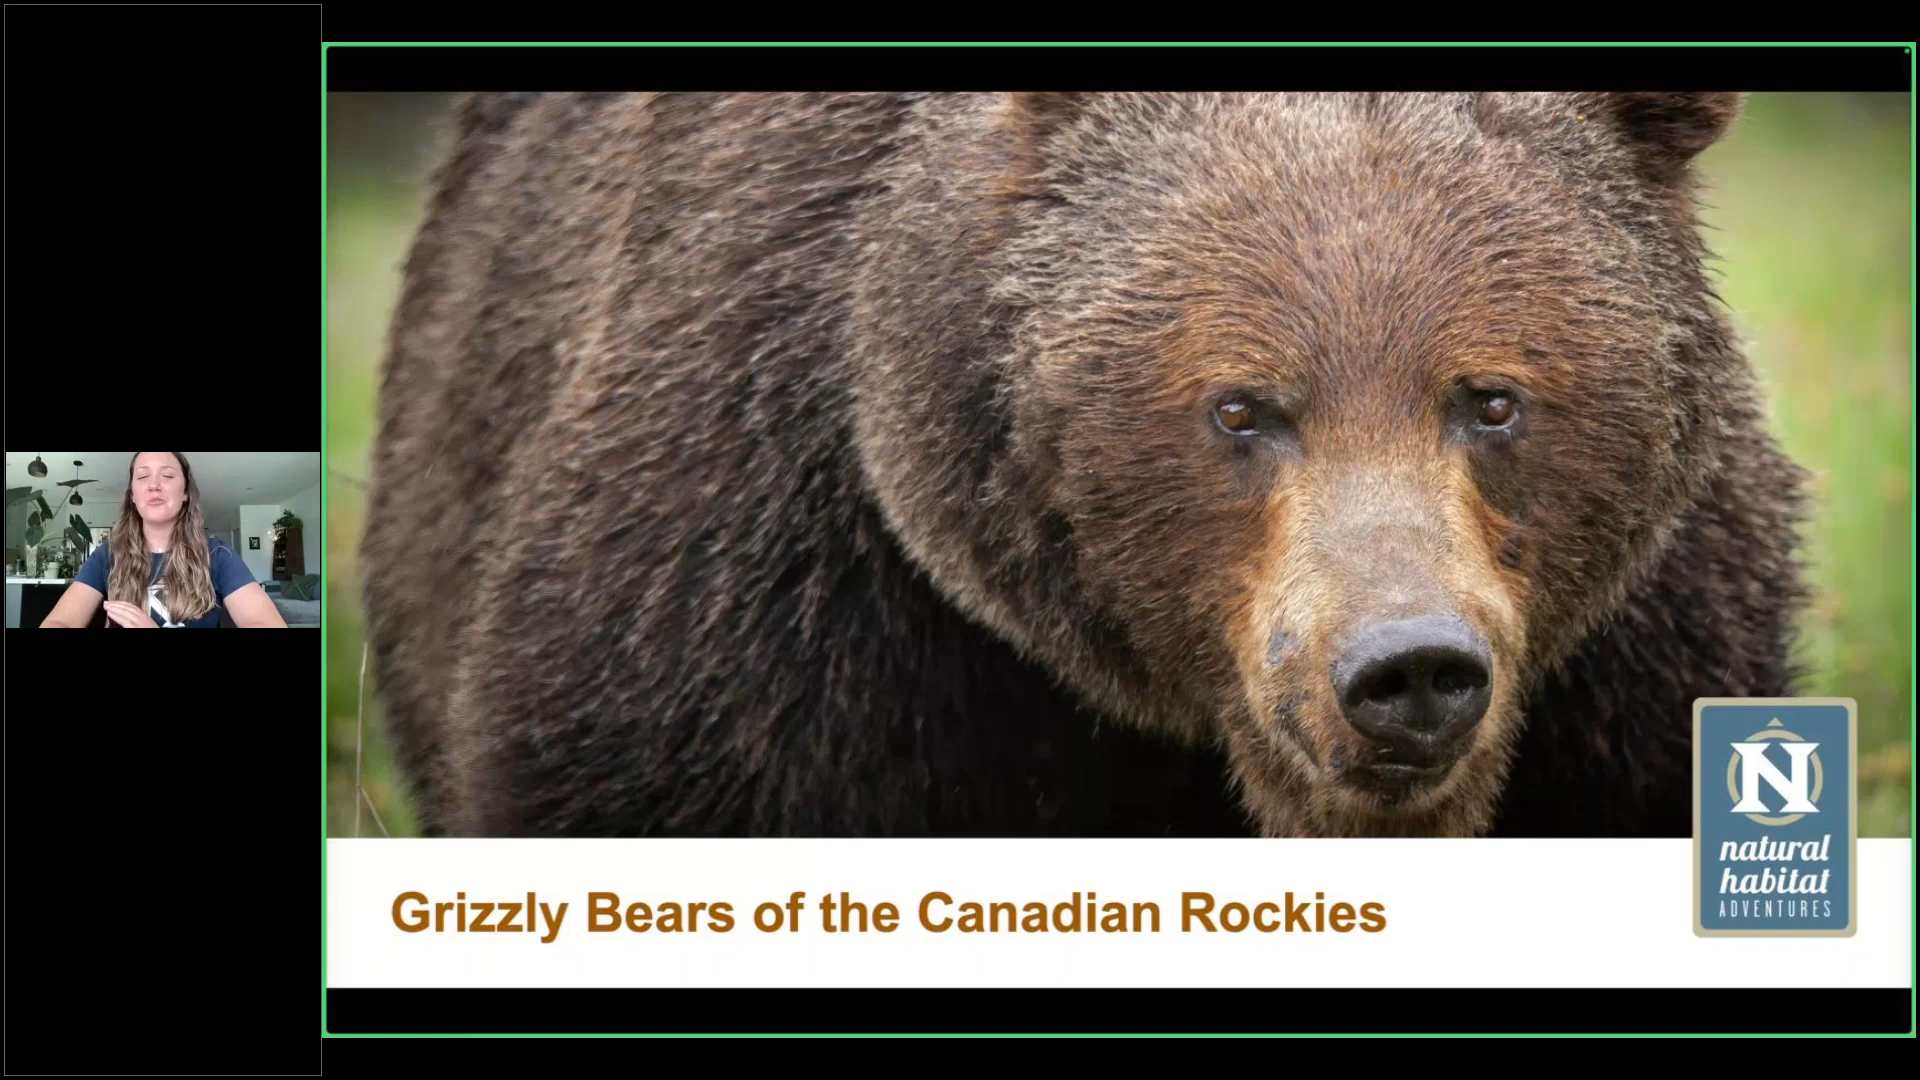 Grizzly Bears of the Canadian Rockies
N
natural
habitat
ADVENTURES